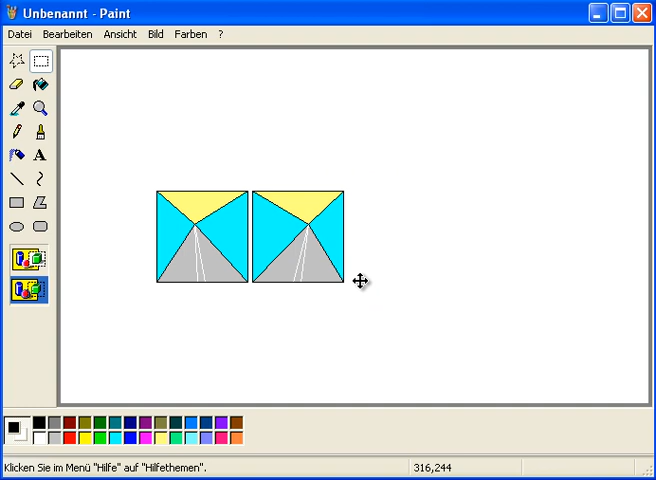 Unbenannt - Paint
Datei Bearbeiten Ansicht Bild Farben ?
A
Klicken Sie im Menü "Hilfe" auf "Hilfethemen". 316,244